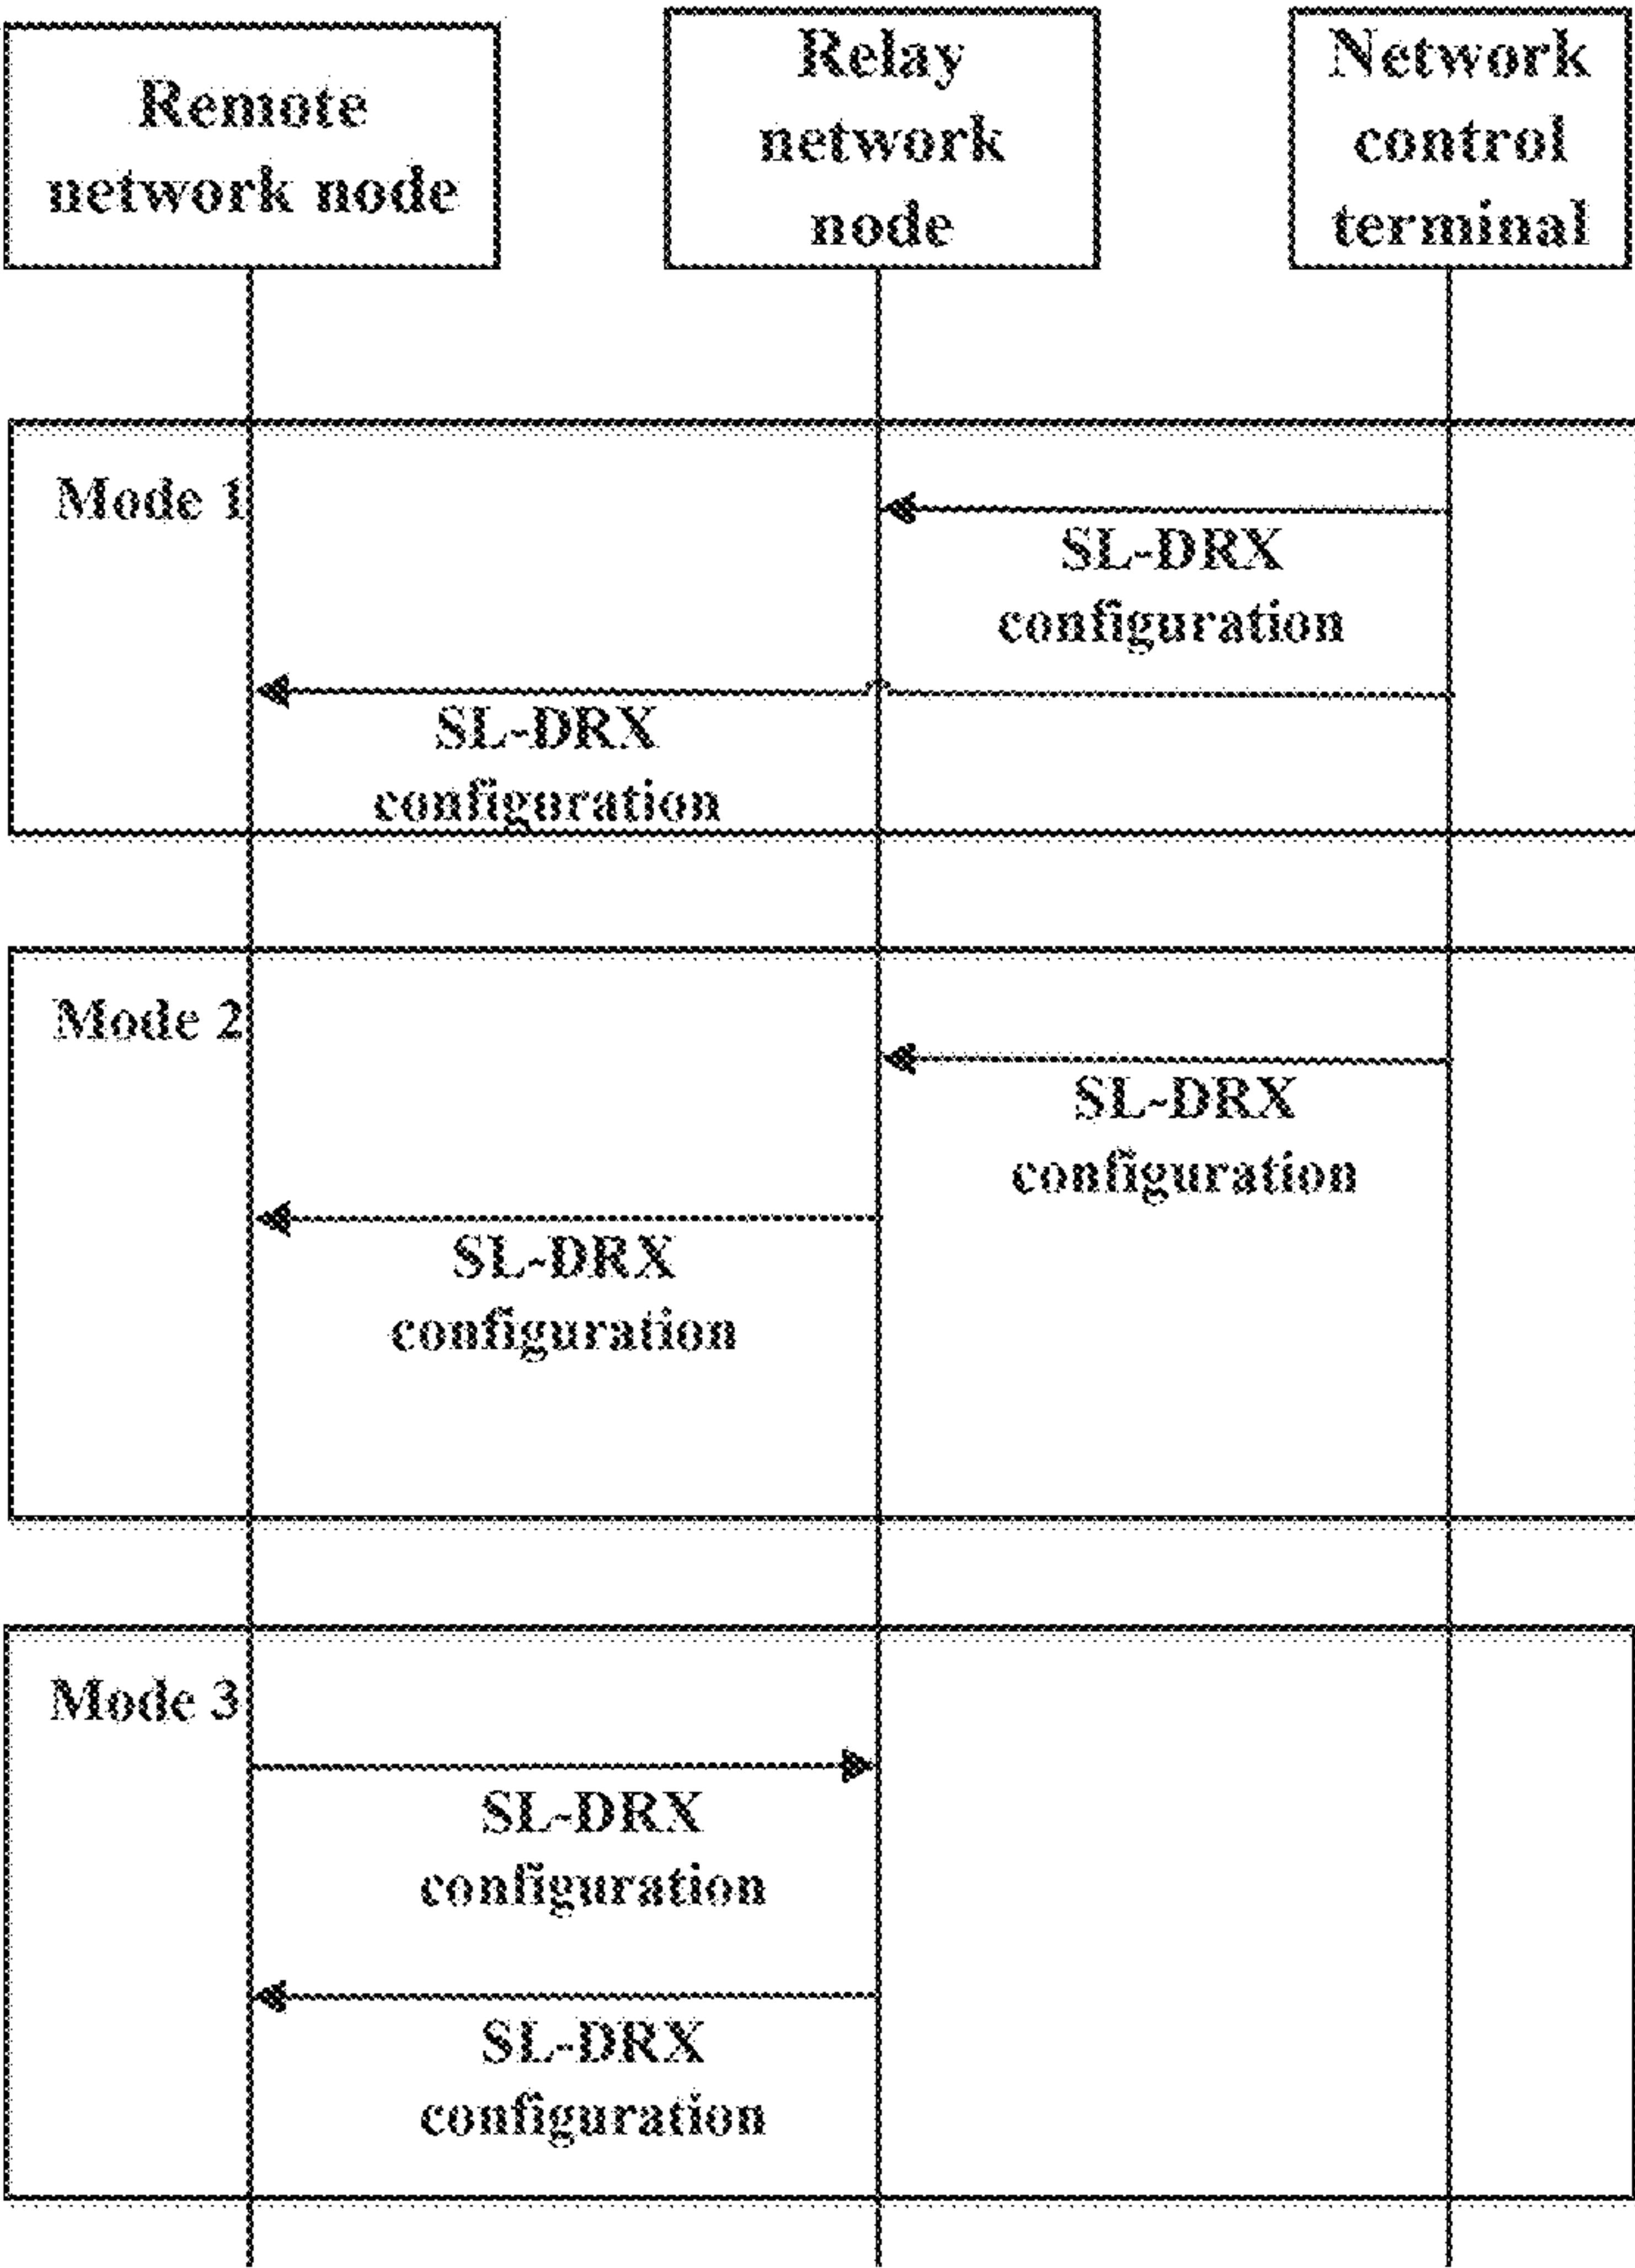 Remote
network node
Relay
network
node
Network
control
terminal
Mode 1
SL-DRX
configuration
SL-DRX
configuration
Mode 2
SL-DRX
configuration
SL-DRX
configuration
Mode 3
SL-DRX
configuration
SL-DRX
configuration